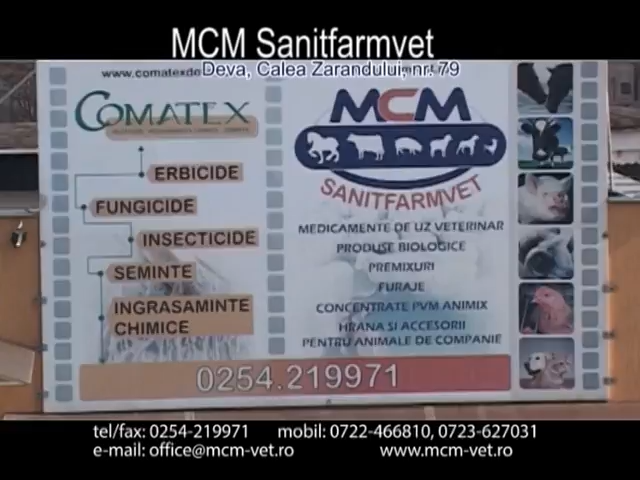 MCM Sanitfarmvet
Deva, Calea Zarandului, nr. 79
www.comatexde
COMATEX
ERBICIDE
FUNGICIDE
INSECTICIDE
SEMINTE
INGRASAMINTE
CHIMICE
MCM
SANITFARMVET
MEDICAMENTE DE UZ VETERINAR
PRODUSE BIOLOGICE
PREMIXURI
FURAJE
CONCENTRATE PVM ANIMIX
HRANA SI ACCESORII
PENTRU ANIMALE DE COMPANIE
0254.219971
tel/fax: 0254-219971 mobil: 0722-466810, 0723-627031
e-mail: office@mcm-vet.ro www.mcm-vet.ro